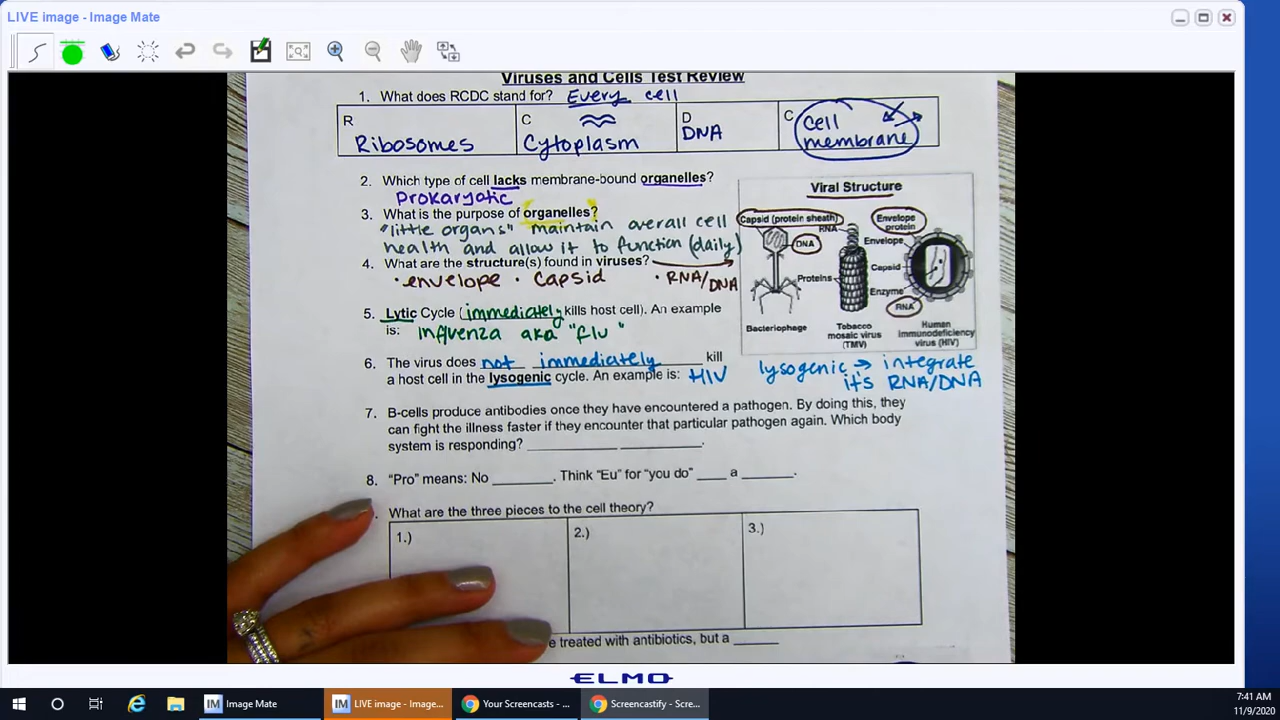 LIVE image - Image Mate
Viruses and Cells Test Review
1. What does RCDC stand for? Every cell
R
Ribosomes
C
Cytoplasm
D
DNA
C
Cell
membrane
2. Which type of cell lacks membrane-bound organelles?
Prokaryotic
3. What is the purpose of organelles?
"little organs" maintain overall cell
health and allow it to function (daily)
4. What are the structure(s) found in viruses?
• envelope • Capsid • RNA/DNA
Viral Structure
Capsid (protein sheath)
RNA
Envelope
protein
DNA
Envelope
Capsid
Proteins
Enzyme
RNA
Bacteriophage
Tobacco
mosaic virus
(TMV)
Human
immunodeficiency
virus (HIV)
5. Lytic Cycle (immediately kills host cell). An example
is: Influenza aka "flu"
6. The virus does not immediately kill
a host cell in the lysogenic cycle. An example is: HIV
lysogenic → integrate
it's RNA/DNA
7. B-cells produce antibodies once they have encountered a pathogen. By doing this, they
can fight the illness faster if they encounter that particular pathogen again. Which body
system is responding? ________ ________.
8. "Pro" means: No ______. Think "Eu" for "you do" ___ a _____.
. What are the three pieces to the cell theory?
1.)
2.)
3.)
e treated with antibiotics, but a _____
ELMO
Image Mate
LIVE image - Image...
Your Screencasts - ...
Screencastify - Scre...
7:41 AM
11/9/2020